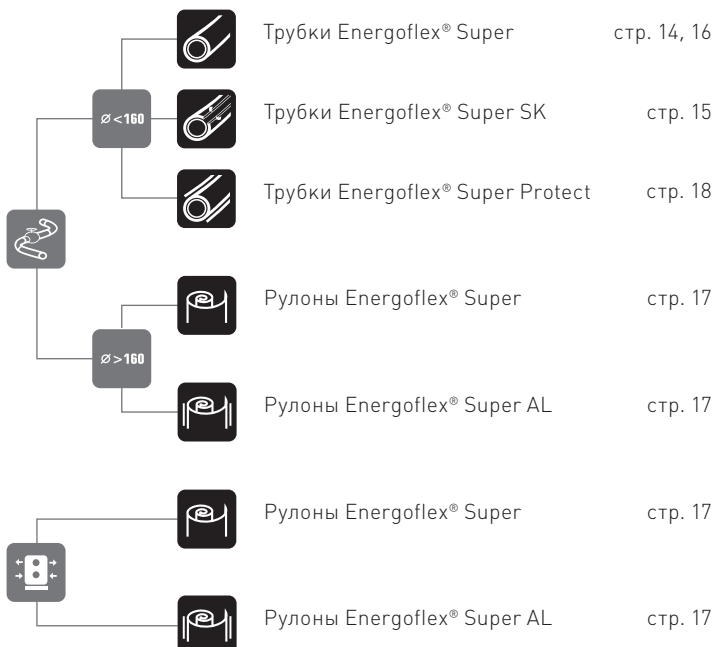 Трубки Energoflex® Super стр. 14, 16
ø<160
Трубки Energoflex® Super SK стр. 15
Трубки Energoflex® Super Protect стр. 18
Рулоны Energoflex® Super стр. 17
ø>160
Рулоны Energoflex® Super AL стр. 17
Рулоны Energoflex® Super стр. 17
Рулоны Energoflex® Super AL стр. 17